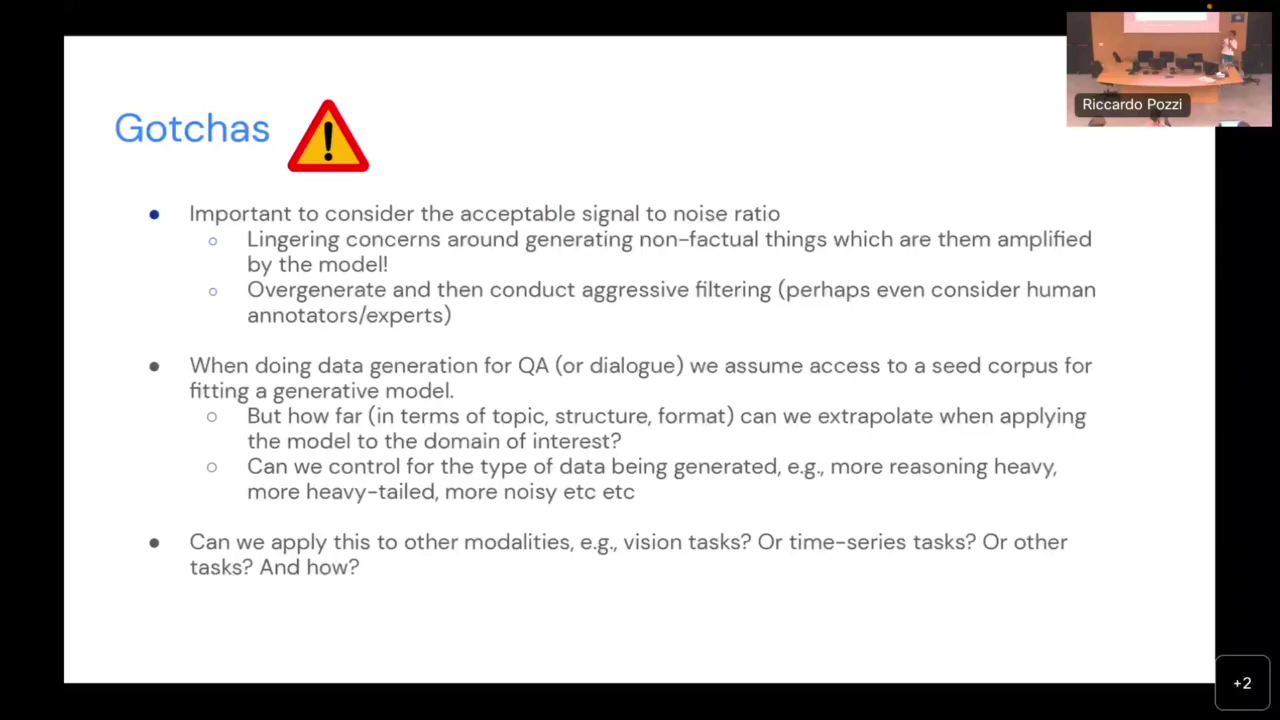 Gotchas
Riccardo Pozzi
● Important to consider the acceptable signal to noise ratio
○ Lingering concerns around generating non-factual things which are them amplified
by the model!
○ Overgenerate and then conduct aggressive filtering (perhaps even consider human
annotators/experts)
● When doing data generation for QA (or dialogue) we assume access to a seed corpus for
fitting a generative model.
○ But how far (in terms of topic, structure, format) can we extrapolate when applying
the model to the domain of interest?
○ Can we control for the type of data being generated, e.g., more reasoning heavy,
more heavy-tailed, more noisy etc etc
● Can we apply this to other modalities, e.g., vision tasks? Or time-series tasks? Or other
tasks? And how?
+2